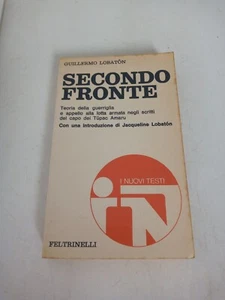 GUILLERMO LOBATÓN
SECONDO
FRONTE
Teoria della guerriglia
e appello alla lotta armata negli scritti
del capo dei Túpac Amaru
Con una introduzione di Jacqueline Lobatón
I NUOVI TESTI
FELTRINELLI